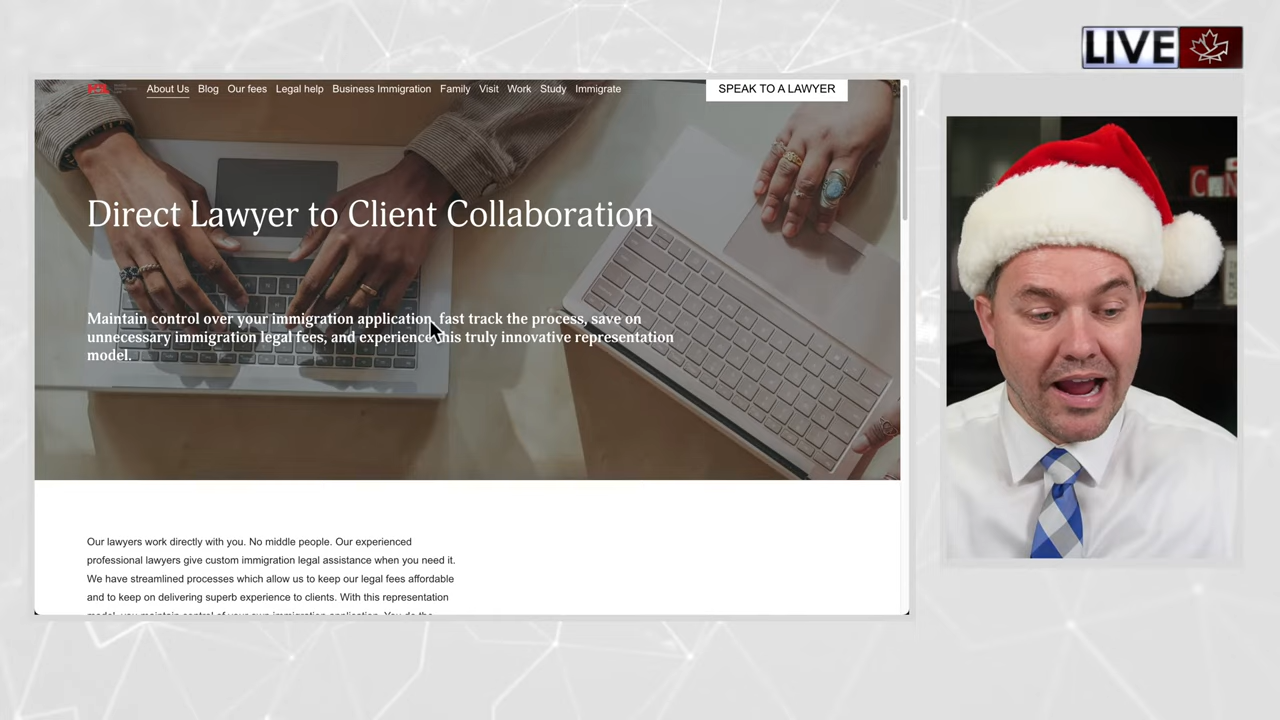 LIVE
About Us Blog Our fees Legal help Business Immigration Family Visit Work Study Immigrate
SPEAK TO A LAWYER
Direct Lawyer to Client Collaboration
Maintain control over your immigration application, fast track the process, save on
unnecessary immigration legal fees, and experience this truly innovative representation
model.
Our lawyers work directly with you. No middle people. Our experienced
professional lawyers give custom immigration legal assistance when you need it.
We have streamlined processes which allow us to keep our legal fees affordable
and to keep on delivering superb experience to clients. With this representation